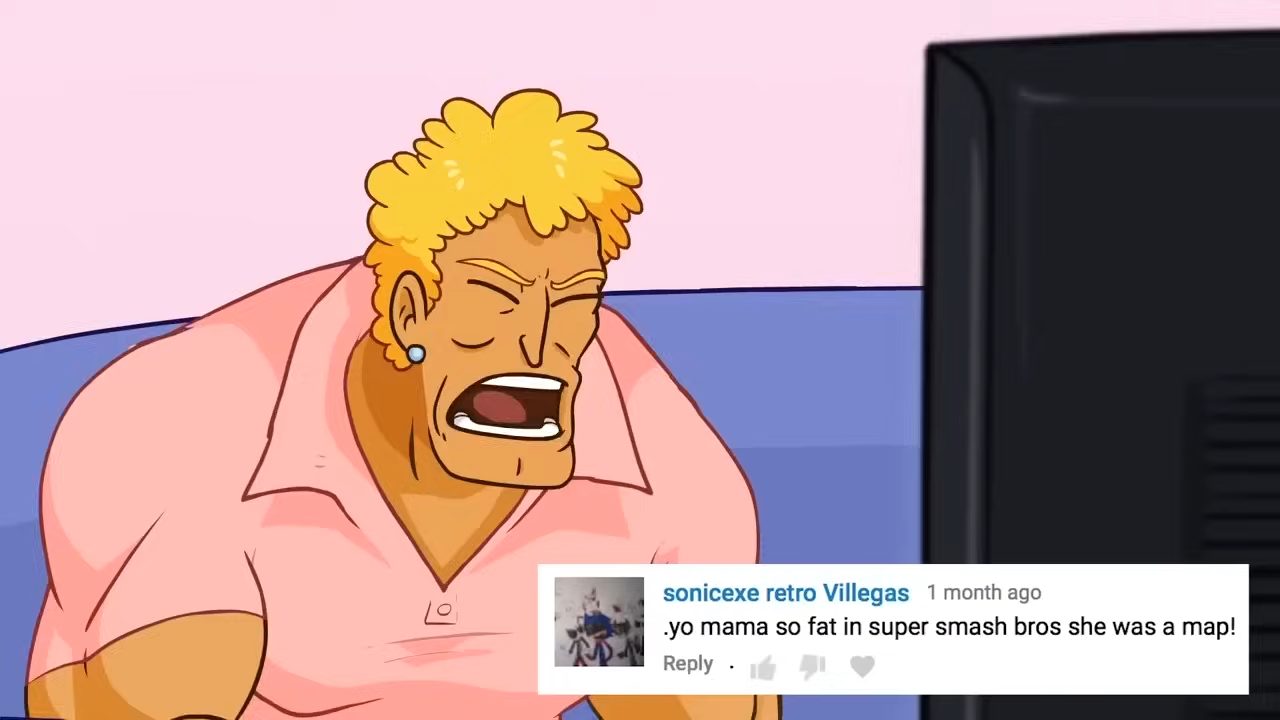 sonicexe retro Villegas 1 month ago
.yo mama so fat in super smash bros she was a map!
Reply .